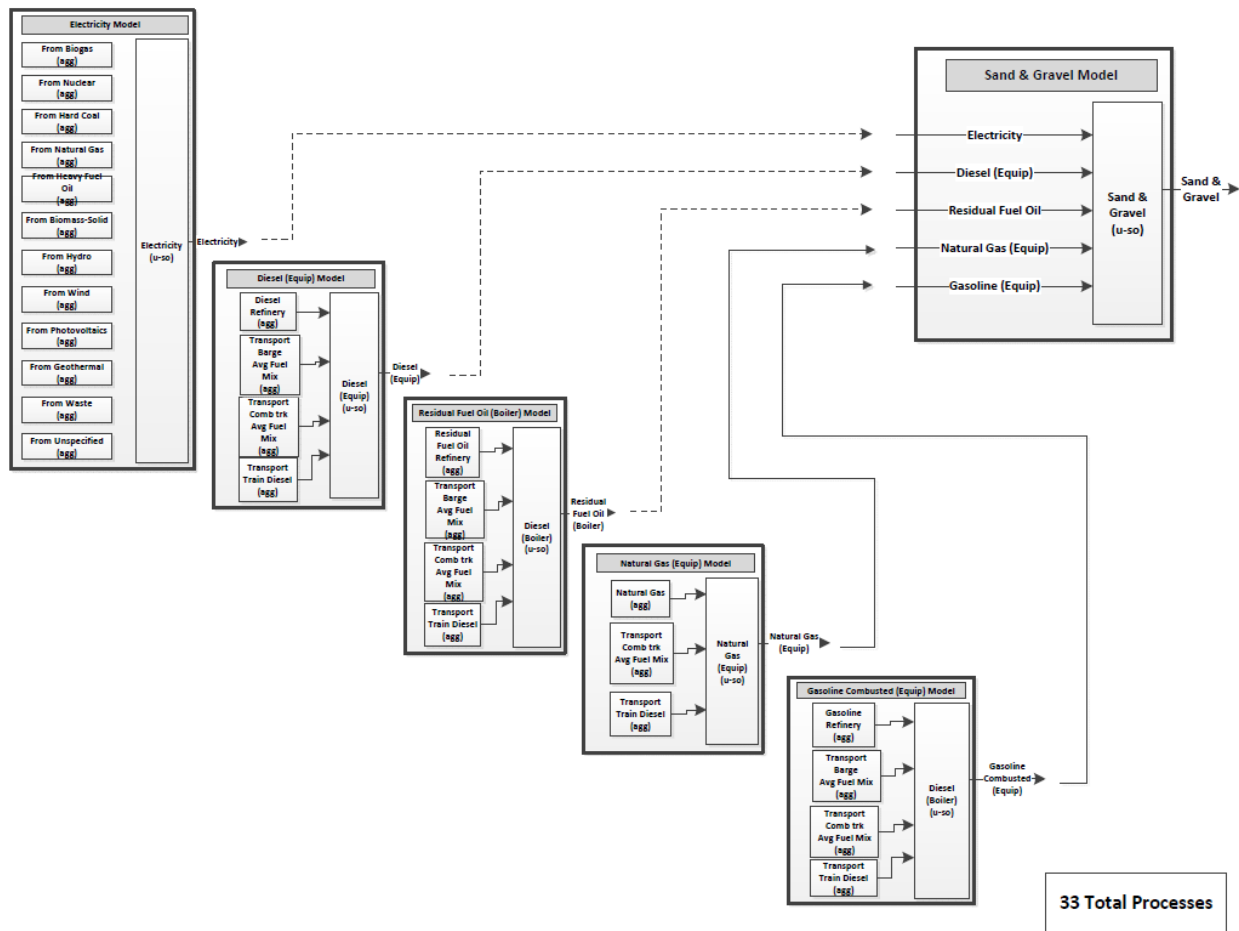 Electricity Model
From Biogas
(agg)
From Nuclear
(agg)
From Hard Coal
(agg)
From Natural Gas
(agg)
From Heavy Fuel
Oil
(agg)
From Biomass-Solid
(agg)
From Hydro
(agg)
From Wind
(agg)
From Photovoltaics
(agg)
From Geothermal
(agg)
From Waste
(agg)
From Unspecified
(agg)
Electricity
(u-so)
Electricity
Diesel (Equip) Model
Diesel
Refinery
(agg)
Transport
Barge
Avg Fuel
Mix
(agg)
Transport
Comb trk
Avg Fuel
Mix
(agg)
Transport
Train Diesel
(agg)
Diesel
(Equip)
(u-so)
Diesel
(Equip)
Residual Fuel Oil (Boiler) Model
Residual
Fuel Oil
Refinery
(agg)
Transport
Barge
Avg Fuel
Mix
(agg)
Transport
Comb trk
Avg Fuel
Mix
(agg)
Transport
Train Diesel
(agg)
Diesel
(Boiler)
(u-so)
Residual
Fuel Oil
(Boiler)
Natural Gas (Equip) Model
Natural Gas
(agg)
Transport
Comb trk
Avg Fuel Mix
(agg)
Transport
Train Diesel
(agg)
Natural
Gas
(Equip)
(u-so)
Natural Gas
(Equip)
Gasoline Combusted (Equip) Model
Gasoline
Refinery
(agg)
Transport
Barge
Avg Fuel Mix
(agg)
Transport
Comb trk
Avg Fuel Mix
(agg)
Transport
Train Diesel
(agg)
Diesel
(Boiler)
(u-so)
Gasoline
Combusted
(Equip)
Sand & Gravel Model
Electricity
Diesel (Equip)
Residual Fuel Oil
Natural Gas (Equip)
Gasoline (Equip)
Sand &
Gravel
(u-so)
Sand &
Gravel
33 Total Processes